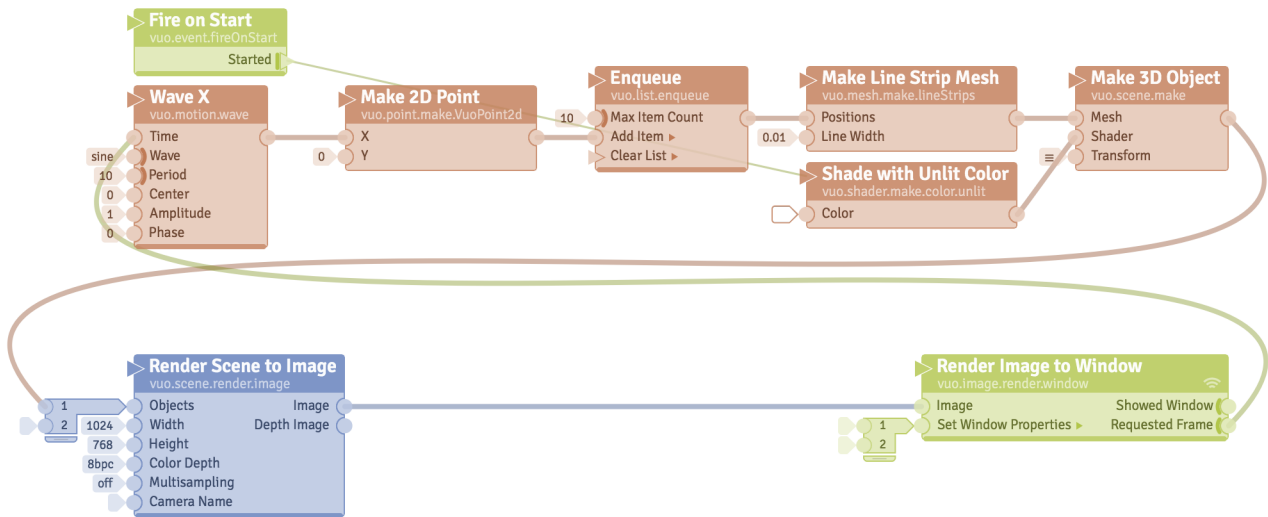 Fire on Start
vuo.event.fireOnStart
Started
Wave X
vuo.motion.wave
Time
sine Wave
10 Period
0 Center
1 Amplitude
0 Phase
Make 2D Point
vuo.point.make.VuoPoint2d
X
0 Y
Enqueue
vuo.list.enqueue
10 Max Item Count
Add Item
Clear List
Make Line Strip Mesh
vuo.mesh.make.lineStrips
Positions
0.01 Line Width
Shade with Unlit Color
vuo.shader.make.color.unlit
Color
Make 3D Object
vuo.scene.make
Mesh
Shader
Transform
Render Scene to Image
vuo.scene.render.image
1 Objects Image
2 1024 Width Depth Image
768 Height
8bpc Color Depth
off Multisampling
Camera Name
Render Image to Window
vuo.image.render.window
Image Showed Window
1 Set Window Properties Requested Frame
2